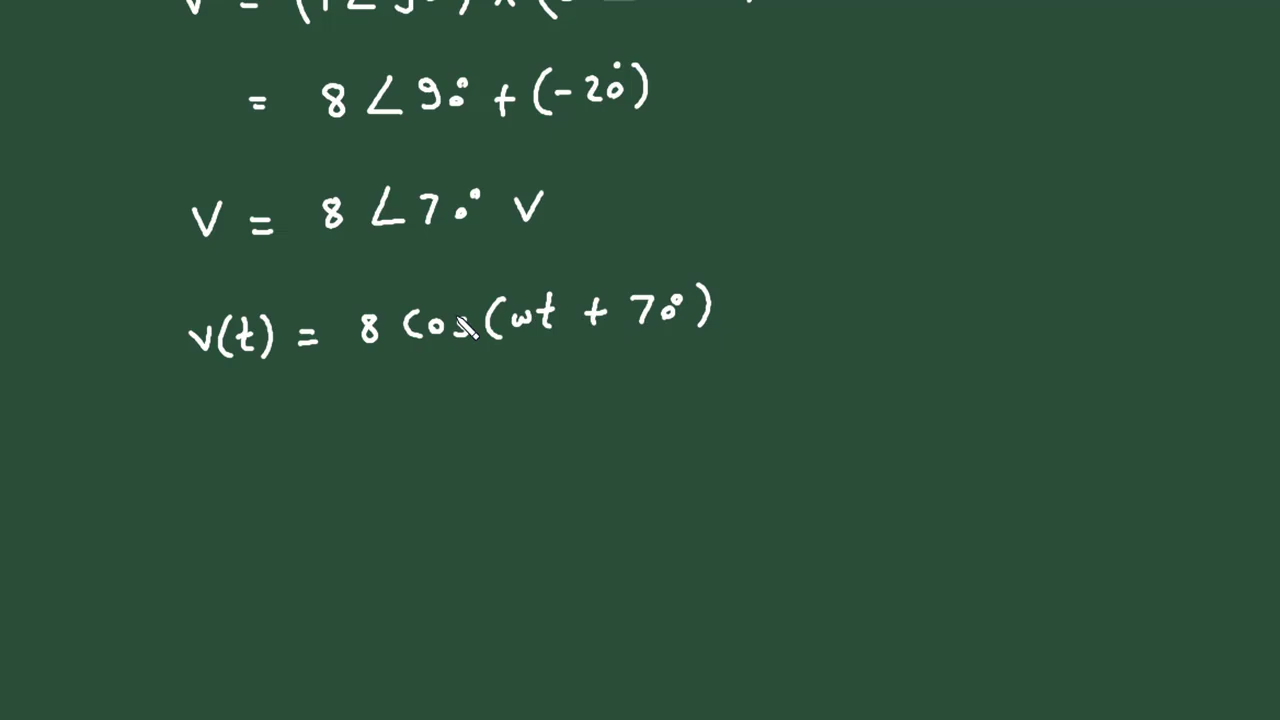 = 8 ∠90° + (-20°)
V = 8 ∠70° V
v(t) = 8 Cos(ωt + 70°)